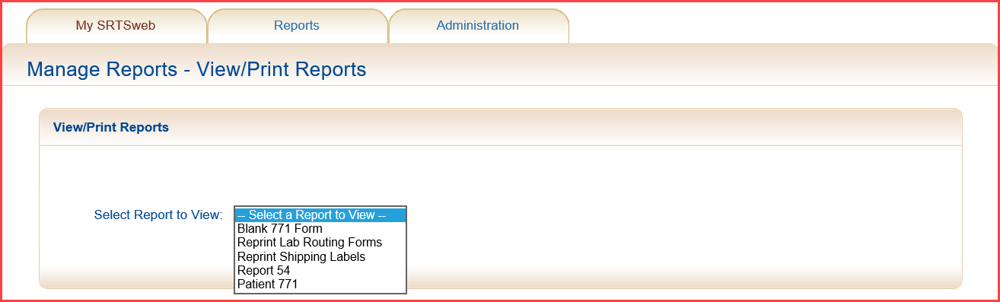 My SRTSweb Reports Administration
Manage Reports - View/Print Reports
View/Print Reports
Select Report to View: -- Select a Report to View --
Blank 771 Form
Reprint Lab Routing Forms
Reprint Shipping Labels
Report 54
Patient 771